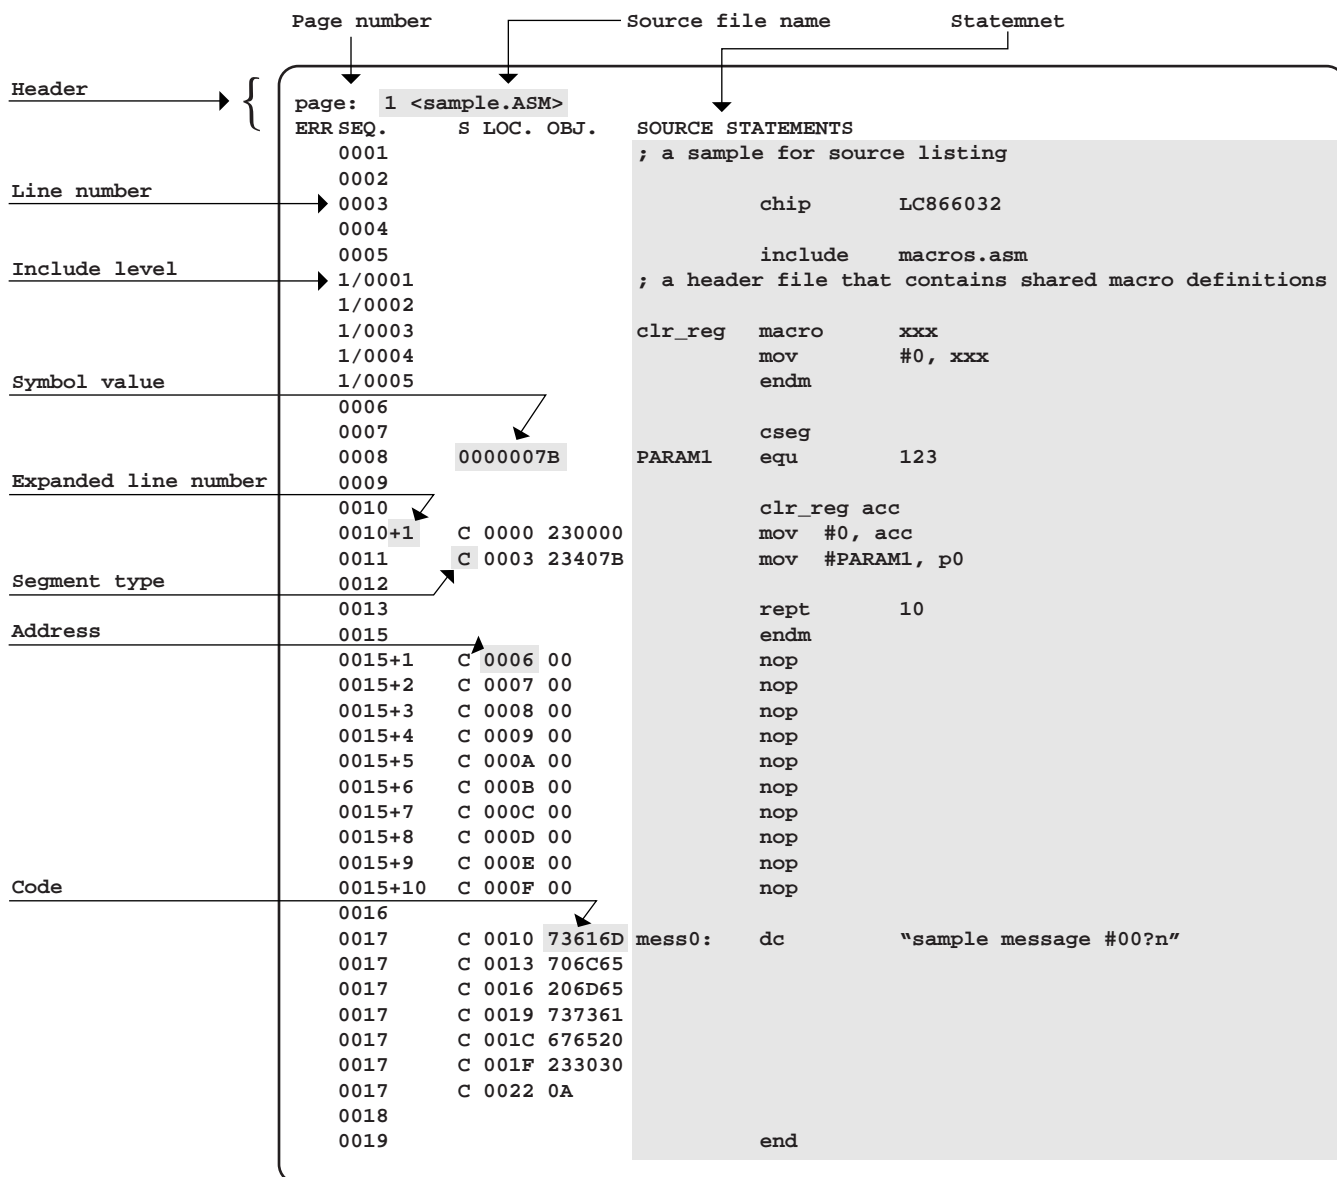 Page number Source file name Statemnet
Header
page: 1 <sample.ASM>
ERR SEQ. S LOC. OBJ. SOURCE STATEMENTS
0001 ; a sample for source listing
0002
Line number
0003 chip LC866032
0004
0005 include macros.asm
Include level
1/0001 ; a header file that contains shared macro definitions
1/0002
1/0003 clr_reg macro xxx
1/0004 mov #0, xxx
Symbol value
1/0005 endm
0006
0007 cseg
0008 0000007B PARAM1 equ 123
Expanded line number
0009
0010 clr_reg acc
0010+1 C 0000 230000 mov #0, acc
0011 C 0003 23407B mov #PARAM1, p0
Segment type
0012
0013 rept 10
Address
0015 endm
0015+1 C 0006 00 nop
0015+2 C 0007 00 nop
0015+3 C 0008 00 nop
0015+4 C 0009 00 nop
0015+5 C 000A 00 nop
0015+6 C 000B 00 nop
0015+7 C 000C 00 nop
0015+8 C 000D 00 nop
0015+9 C 000E 00 nop
Code
0015+10 C 000F 00 nop
0016
0017 C 0010 73616D mess0: dc “sample message #00?n”
0017 C 0013 706C65
0017 C 0016 206D65
0017 C 0019 737361
0017 C 001C 676520
0017 C 001F 233030
0017 C 0022 0A
0018
0019 end